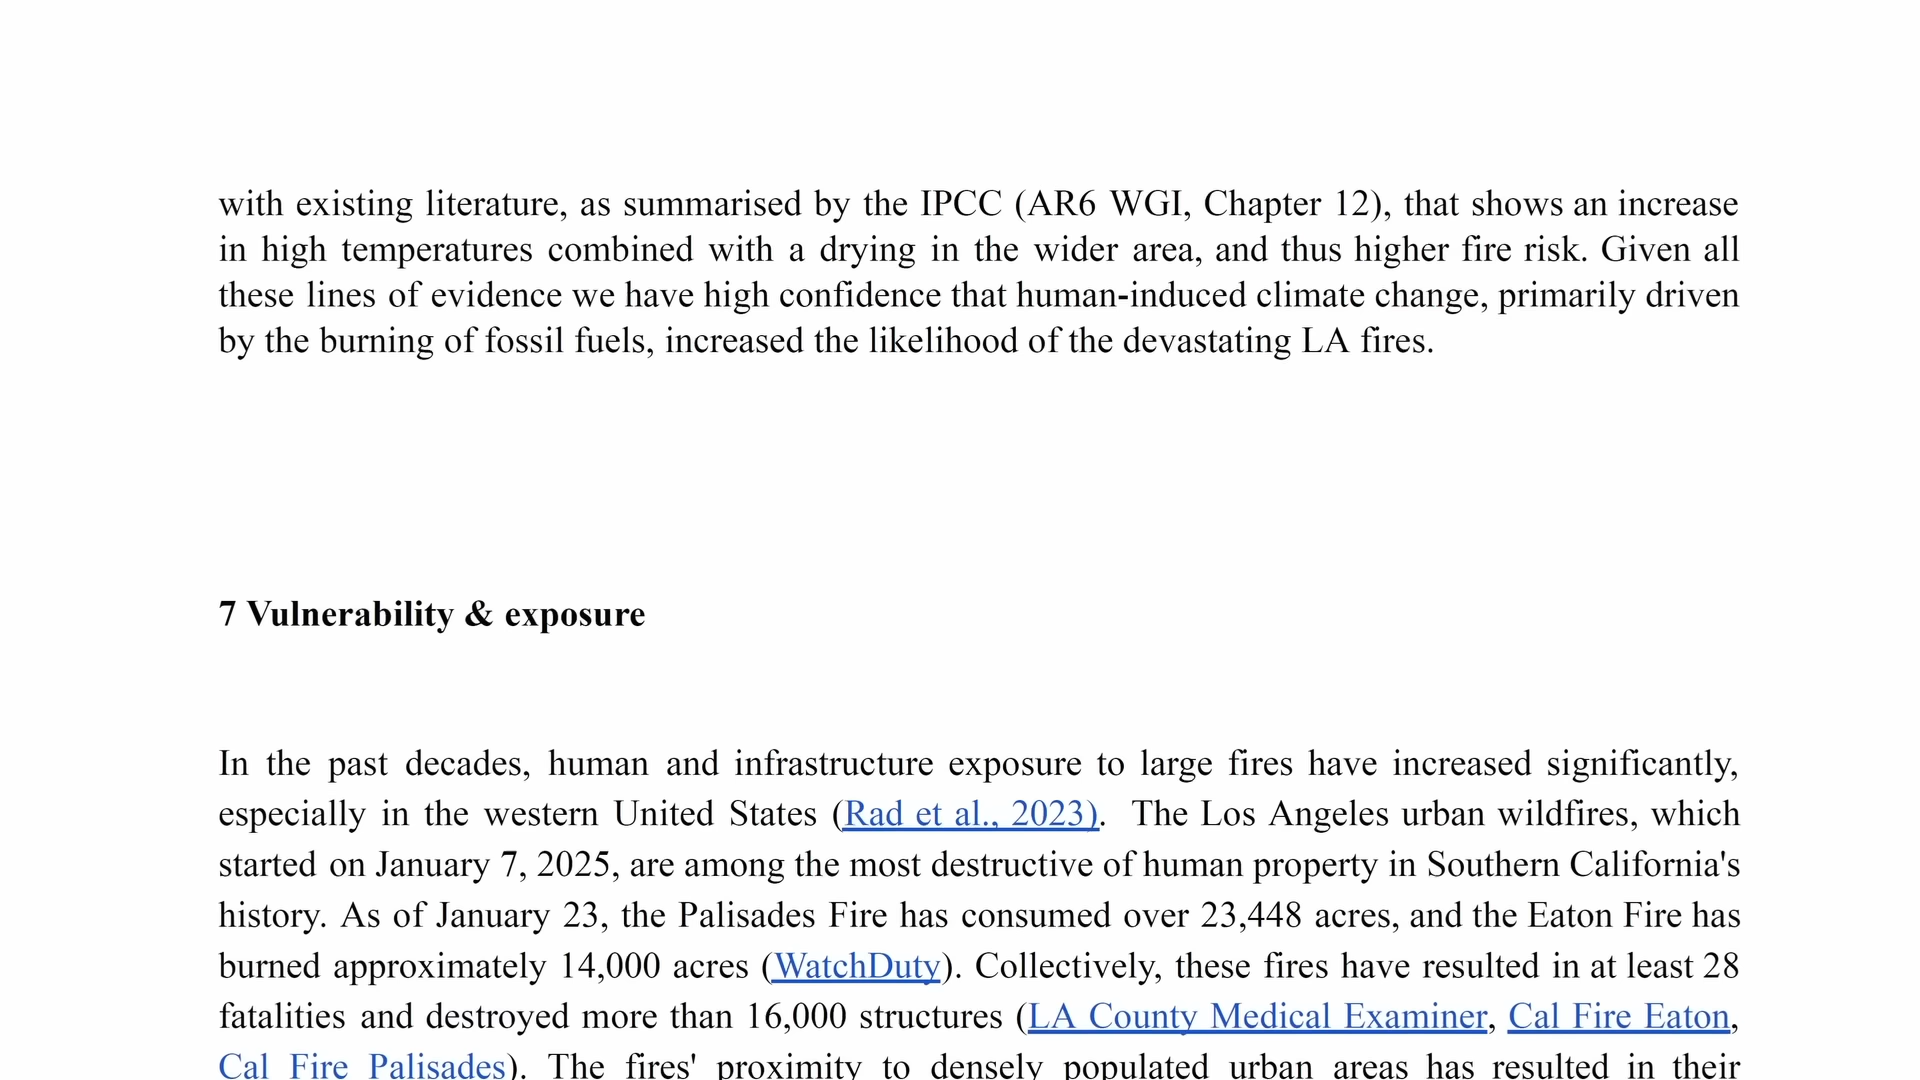 with existing literature, as summarised by the IPCC (AR6 WGI, Chapter 12), that shows an increase
in high temperatures combined with a drying in the wider area, and thus higher fire risk. Given all
these lines of evidence we have high confidence that human-induced climate change, primarily driven
by the burning of fossil fuels, increased the likelihood of the devastating LA fires.
7 Vulnerability & exposure
In the past decades, human and infrastructure exposure to large fires have increased significantly,
especially in the western United States (Rad et al., 2023). The Los Angeles urban wildfires, which
started on January 7, 2025, are among the most destructive of human property in Southern California's
history. As of January 23, the Palisades Fire has consumed over 23,448 acres, and the Eaton Fire has
burned approximately 14,000 acres (WatchDuty). Collectively, these fires have resulted in at least 28
fatalities and destroyed more than 16,000 structures (LA County Medical Examiner, Cal Fire Eaton,
Cal Fire Palisades). The fires' proximity to densely populated urban areas has resulted in their